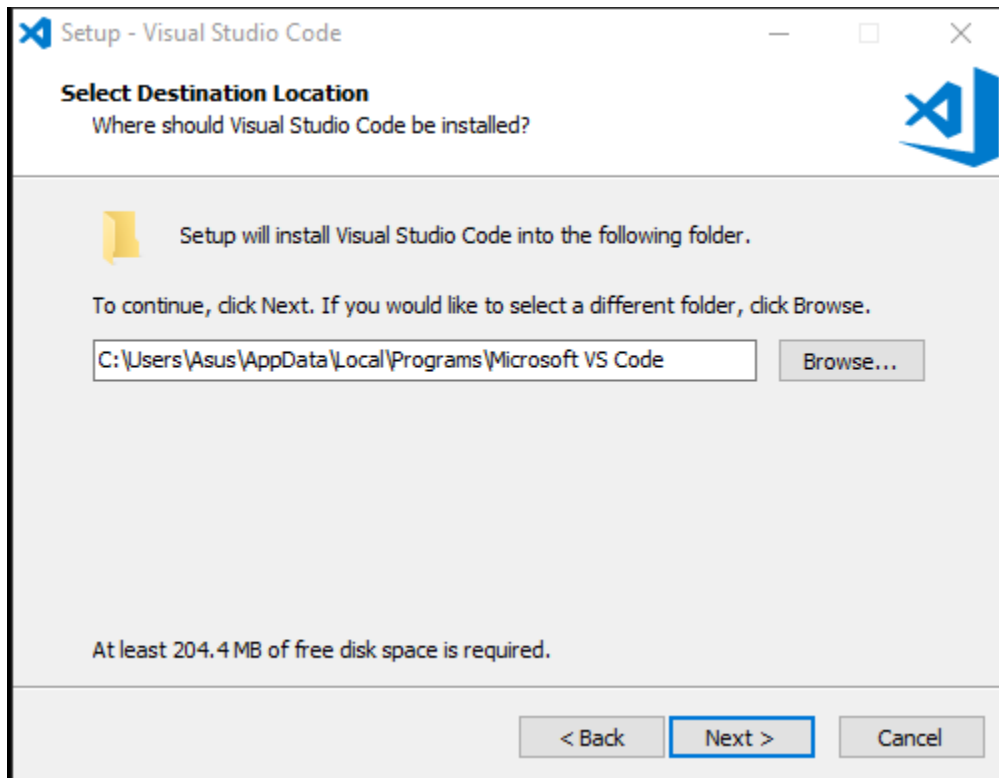 Setup - Visual Studio Code
Select Destination Location
Where should Visual Studio Code be installed?
Setup will install Visual Studio Code into the following folder.
To continue, click Next. If you would like to select a different folder, click Browse.
C:\Users\Asus\AppData\Local\Programs\Microsoft VS Code
Browse...
At least 204.4 MB of free disk space is required.
< Back
Next >
Cancel